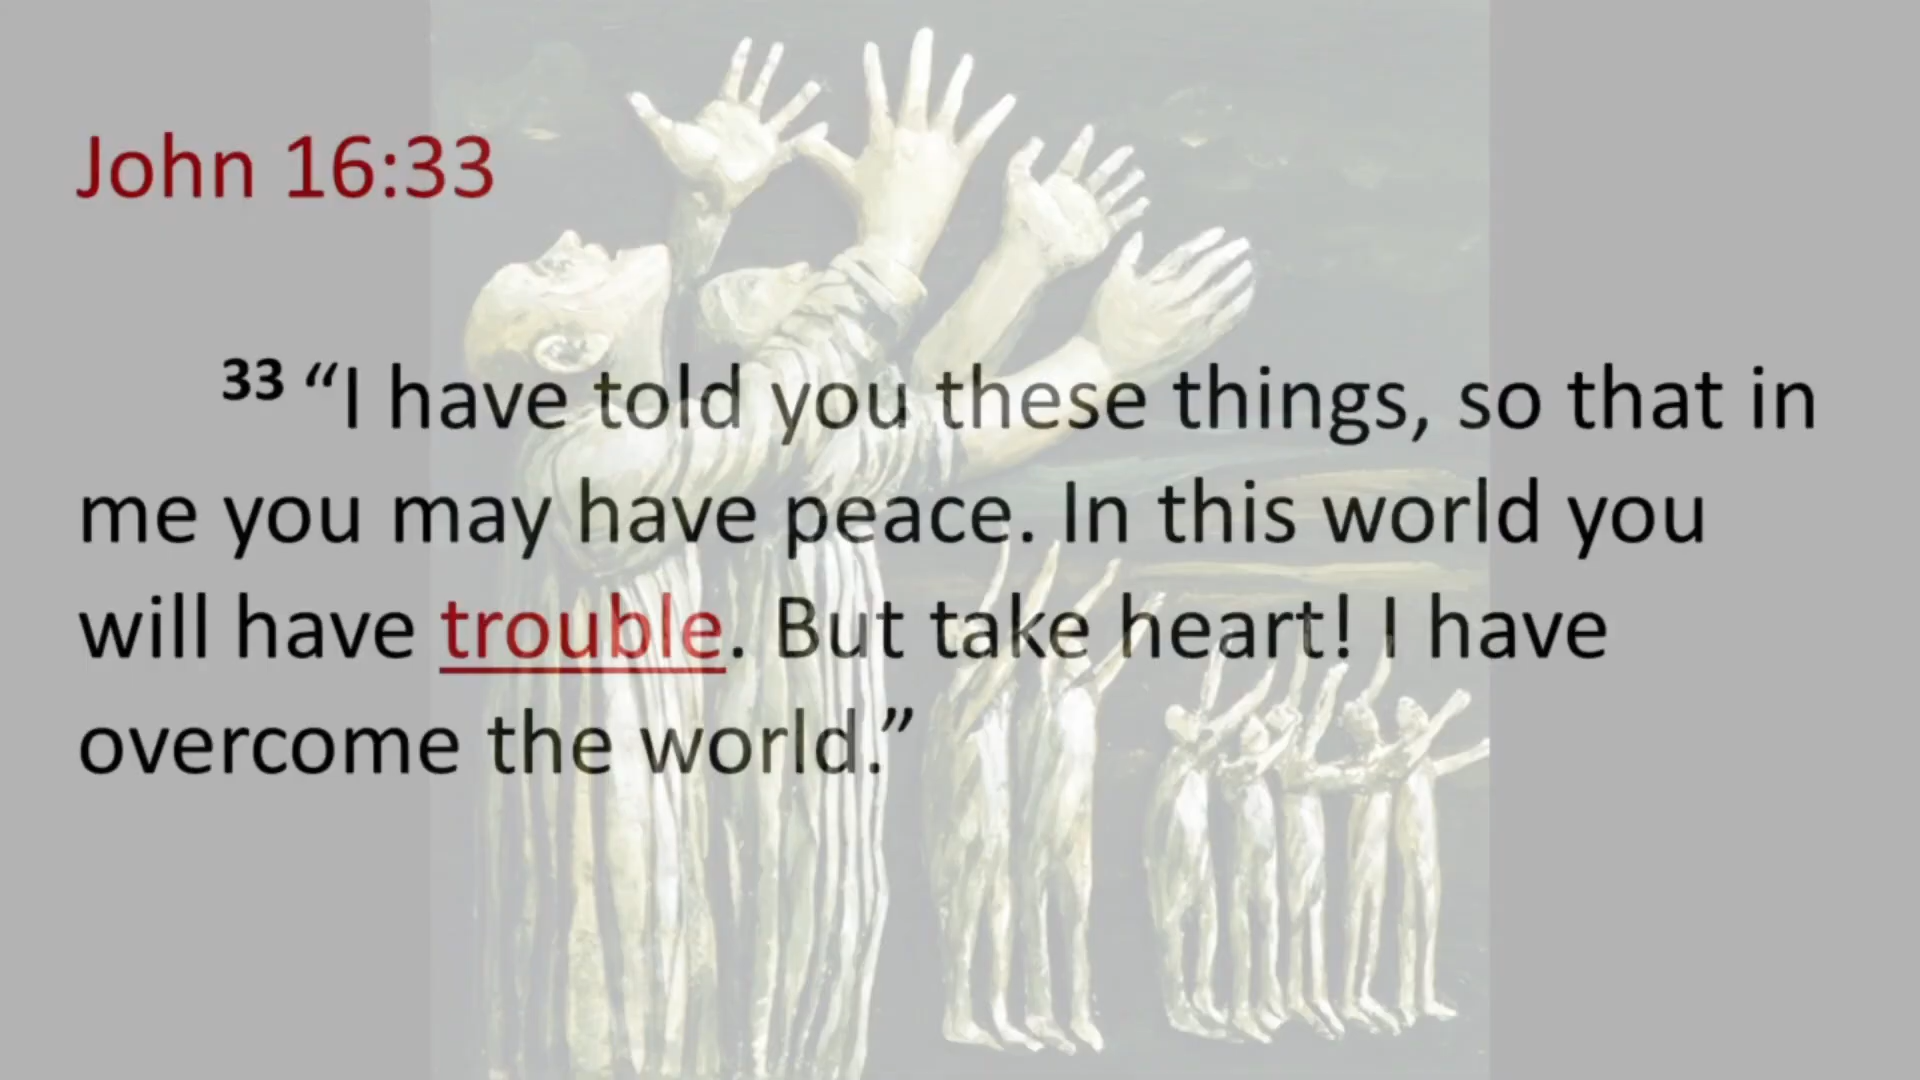 John 16:33
33 “I have told you these things, so that in
me you may have peace. In this world you
will have trouble. But take heart! I have
overcome the world.”